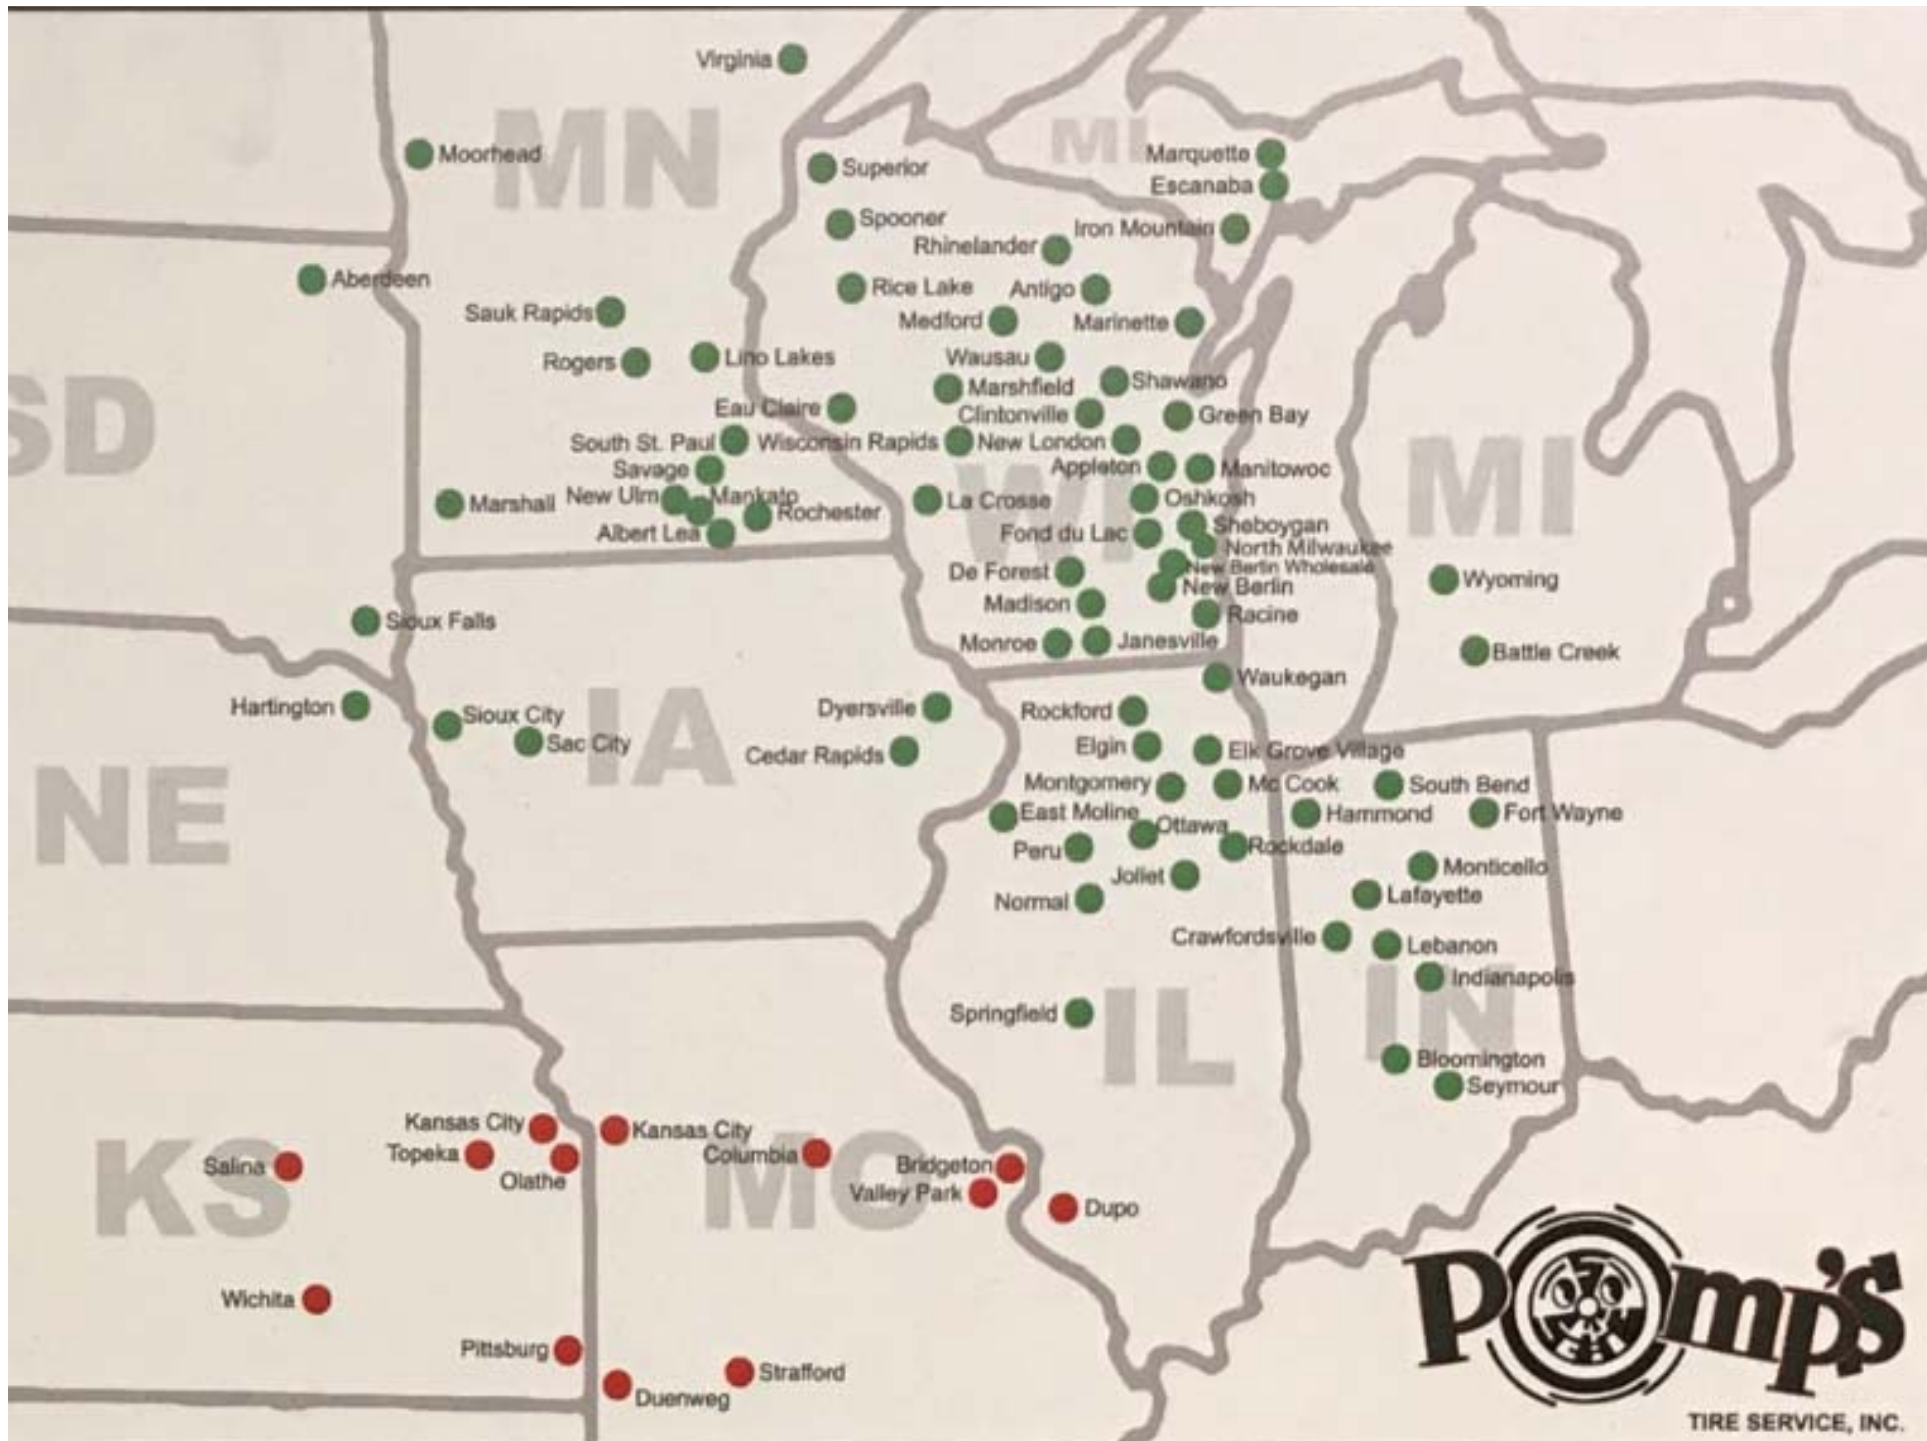 Virginia
MN
MI
Moorhead
Superior
Marquette
Escanaba
Spooner
Iron Mountain
Rhinelander
Aberdeen
Rice Lake
Antigo
Sauk Rapids
Medford
Marinette
Rogers
Lino Lakes
Wausau
SD
Marshfield
Shawano
Eau Claire
Clintonville
Green Bay
South St. Paul
Wisconsin Rapids
New London
Savage
Appleton
Manitowoc
WI
MI
Marshall
New Ulm
Mankato
La Crosse
Oshkosh
Rochester
Albert Lea
Fond du Lac
Sheboygan
North Milwaukee
De Forest
New Berlin Wholesale
New Berlin
Wyoming
Madison
Racine
Sioux Falls
Monroe
Janesville
Battle Creek
Waukegan
Hartington
Sioux City
IA
Dyersville
Rockford
Sac City
Cedar Rapids
Elgin
Elk Grove Village
NE
Montgomery
Mc Cook
South Bend
East Moline
Hammond
Fort Wayne
Ottawa
Peru
Rockdale
Joliet
Monticello
Normal
Lafayette
Crawfordsville
Lebanon
Indianapolis
Springfield
IL
IN
Bloomington
Seymour
Kansas City
Kansas City
Topeka
Columbia
Salina
Olathe
KS
MO
Bridgeton
Valley Park
Dupo
Wichita
Pittsburg
Strafford
Duenweg
Pomp's
TIRE SERVICE, INC.